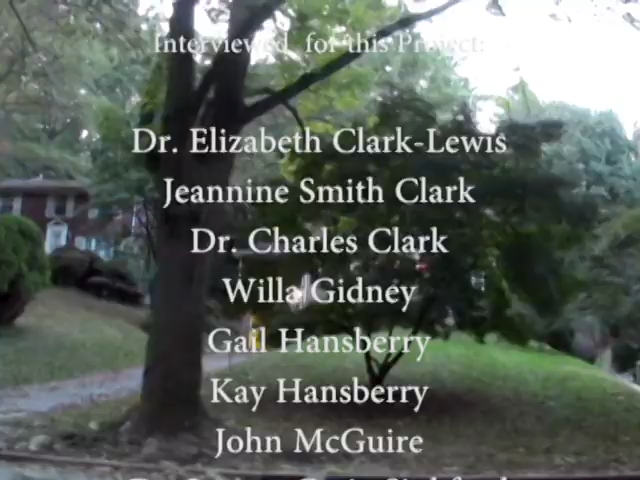 Interviewed for this Project:
Dr. Elizabeth Clark-Lewis
Jeannine Smith Clark
Dr. Charles Clark
Willa Gidney
Gail Hansberry
Kay Hansberry
John McGuire